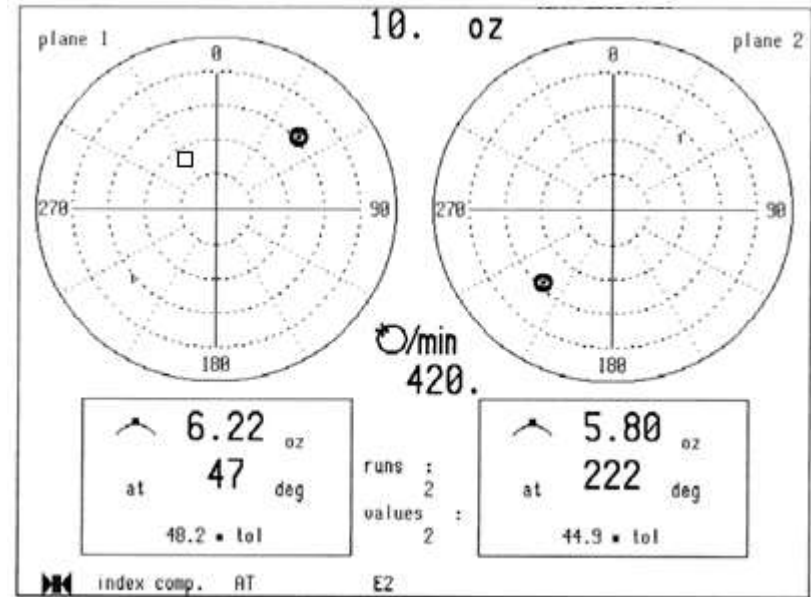 10. oz
plane 1
plane 2
0
0
270
90
270
90
180
180
/min
420.
6.22 oz
at 47 deg
48.2 * tol
runs :
2
values :
2
5.80 oz
at 222 deg
44.9 * tol
index comp. AT E2